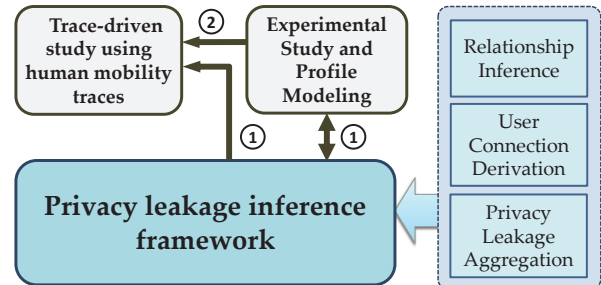 Trace-driven
study using
human mobility
traces
②
Experimental
Study and
Profile
Modeling
①
①
Privacy leakage inference
framework
Relationship
Inference
User
Connection
Derivation
Privacy
Leakage
Aggregation